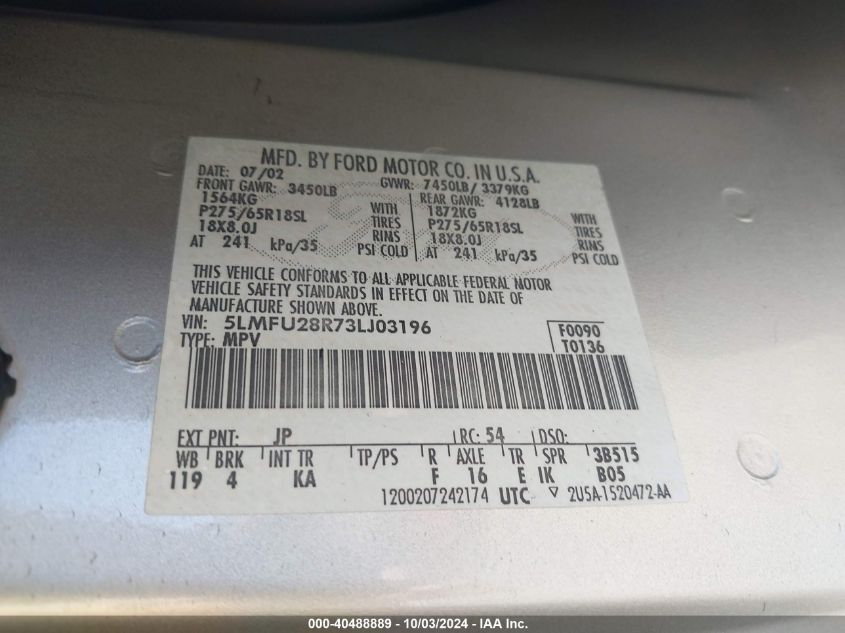 MFD. BY FORD MOTOR CO. IN U.S.A.
DATE: 07/02 GVWR: 7450LB/ 3379KG
FRONT GAWR: 3450LB REAR GAWR: 4128LB
1564KG WITH 1872KG WITH
P275/65R18SL TIRES P275/65R18SL TIRES
18X8.0J RINS 18X8.0J RINS
AT 241 kPa/35 PSI COLD AT 241 kPa/35 PSI COLD
THIS VEHICLE CONFORMS TO ALL APPLICABLE FEDERAL MOTOR
VEHICLE SAFETY STANDARDS IN EFFECT ON THE DATE OF
MANUFACTURE SHOWN ABOVE.
VIN: 5LMFU28R73LJ03196 F0090
TYPE: MPV T0136
EXT PNT: JP RC: 54 DSO:
WB BRK INT TR TP/PS R AXLE TR SPR 3B515
119 4 KA F 16 E IK B05
1200207242174 UTC 2U5A-1520472-AA
000-40488889 - 10/03/2024 - IAA Inc.